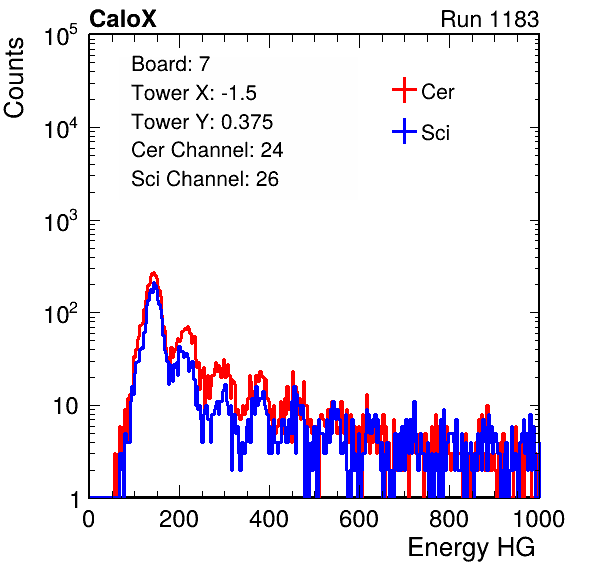 CaloX Run 1183
Counts
10^5
10^4
10^3
10^2
10
1
Board: 7
Tower X: -1.5
Tower Y: 0.375
Cer Channel: 24
Sci Channel: 26
Cer
Sci
0 200 400 600 800 1000
Energy HG